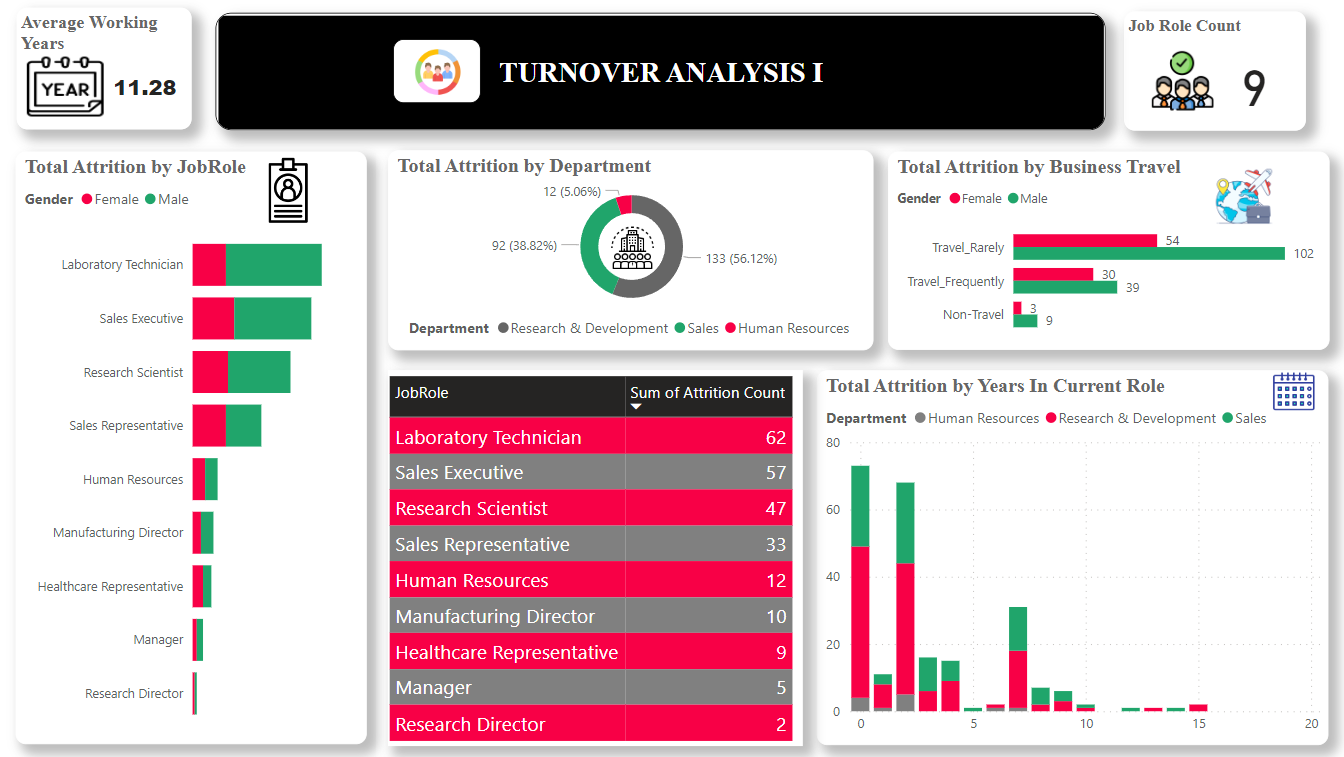 Average Working
Years
YEAR
11.28
TURNOVER ANALYSIS I
Job Role Count
9
Total Attrition by JobRole
Gender Female Male
Laboratory Technician
Sales Executive
Research Scientist
Sales Representative
Human Resources
Manufacturing Director
Healthcare Representative
Manager
Research Director
Total Attrition by Department
12 (5.06%)
92 (38.82%)
133 (56.12%)
Department Research & Development Sales Human Resources
Total Attrition by Business Travel
Gender Female Male
Travel_Rarely 54
102
Travel_Frequently 30
39
Non-Travel 3
9
JobRole Sum of Attrition Count
Laboratory Technician 62
Sales Executive 57
Research Scientist 47
Sales Representative 33
Human Resources 12
Manufacturing Director 10
Healthcare Representative 9
Manager 5
Research Director 2
Total Attrition by Years In Current Role
Department Human Resources Research & Development Sales
80
60
40
20
0
0 5 10 15 20